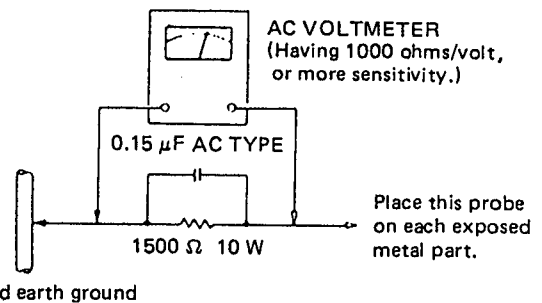 AC VOLTMETER
(Having 1000 ohms/volt,
or more sensitivity.)
0.15 µF AC TYPE
1500 Ω 10 W
Place this probe
on each exposed
metal part.
d earth ground